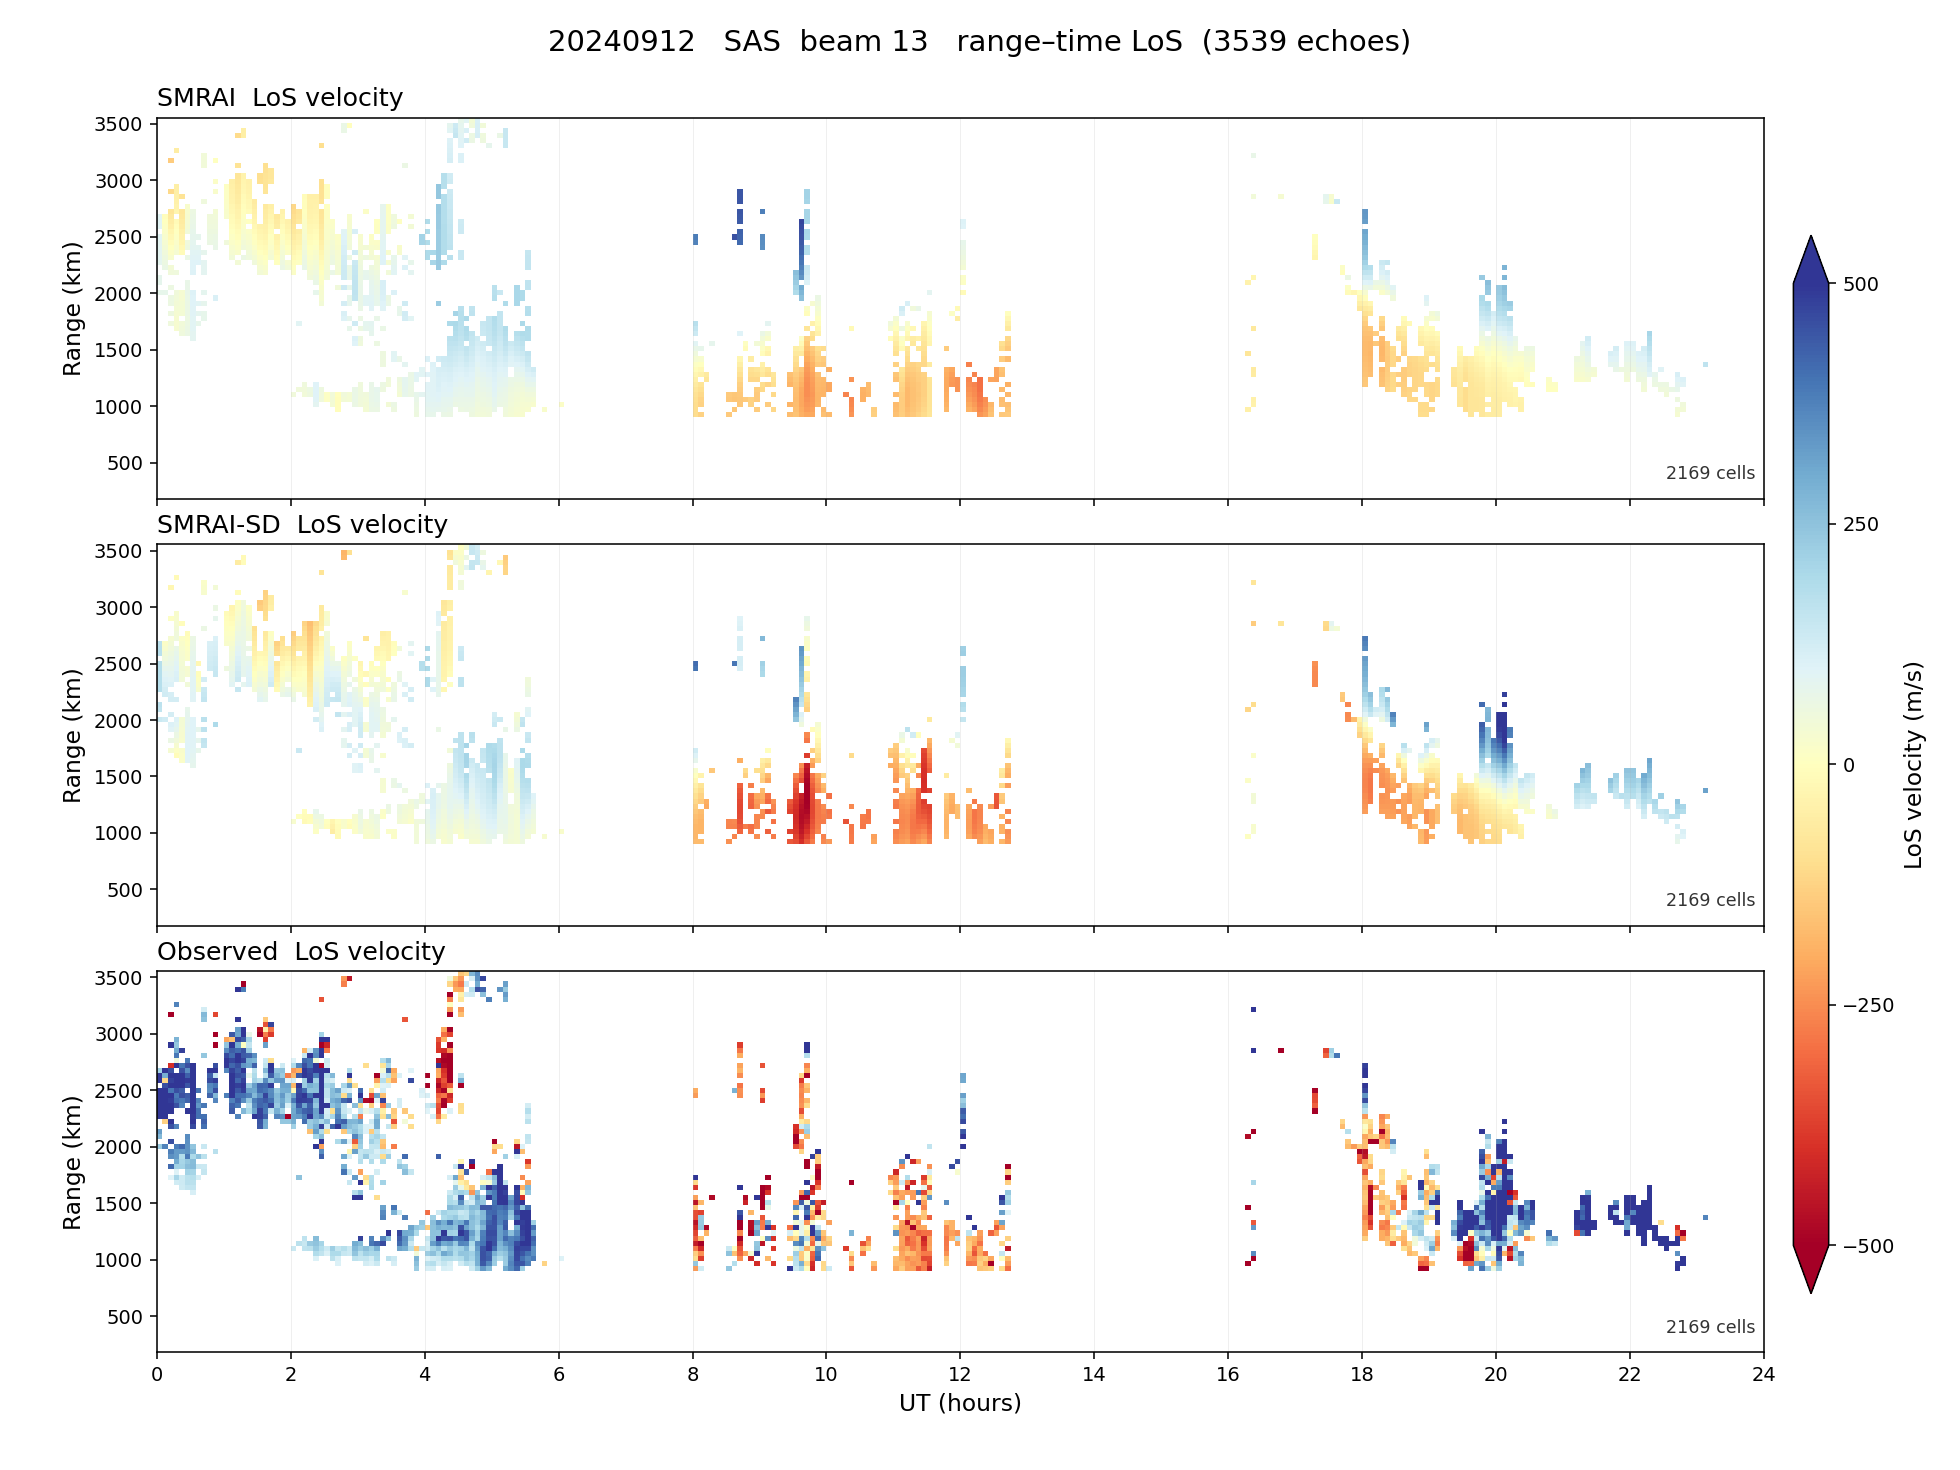 20240912   SAS  beam 13   range–time LoS  (3539 echoes)
SMRAI  LoS velocity
3500
3000
2500
2000
1500
1000
500
Range (km)
2169 cells
SMRAI-SD  LoS velocity
3500
3000
2500
2000
1500
1000
500
Range (km)
2169 cells
Observed  LoS velocity
3500
3000
2500
2000
1500
1000
500
Range (km)
2169 cells
0 2 4 6 8 10 12 14 16 18 20 22 24
UT (hours)
500
250
0
−250
−500
LoS velocity (m/s)